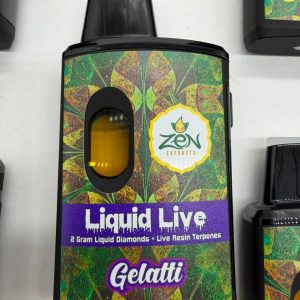 ZEN
EXTRACTS
Liquid Live
2 Gram Liquid Diamonds - Live Resin Terpenes
Gelatti